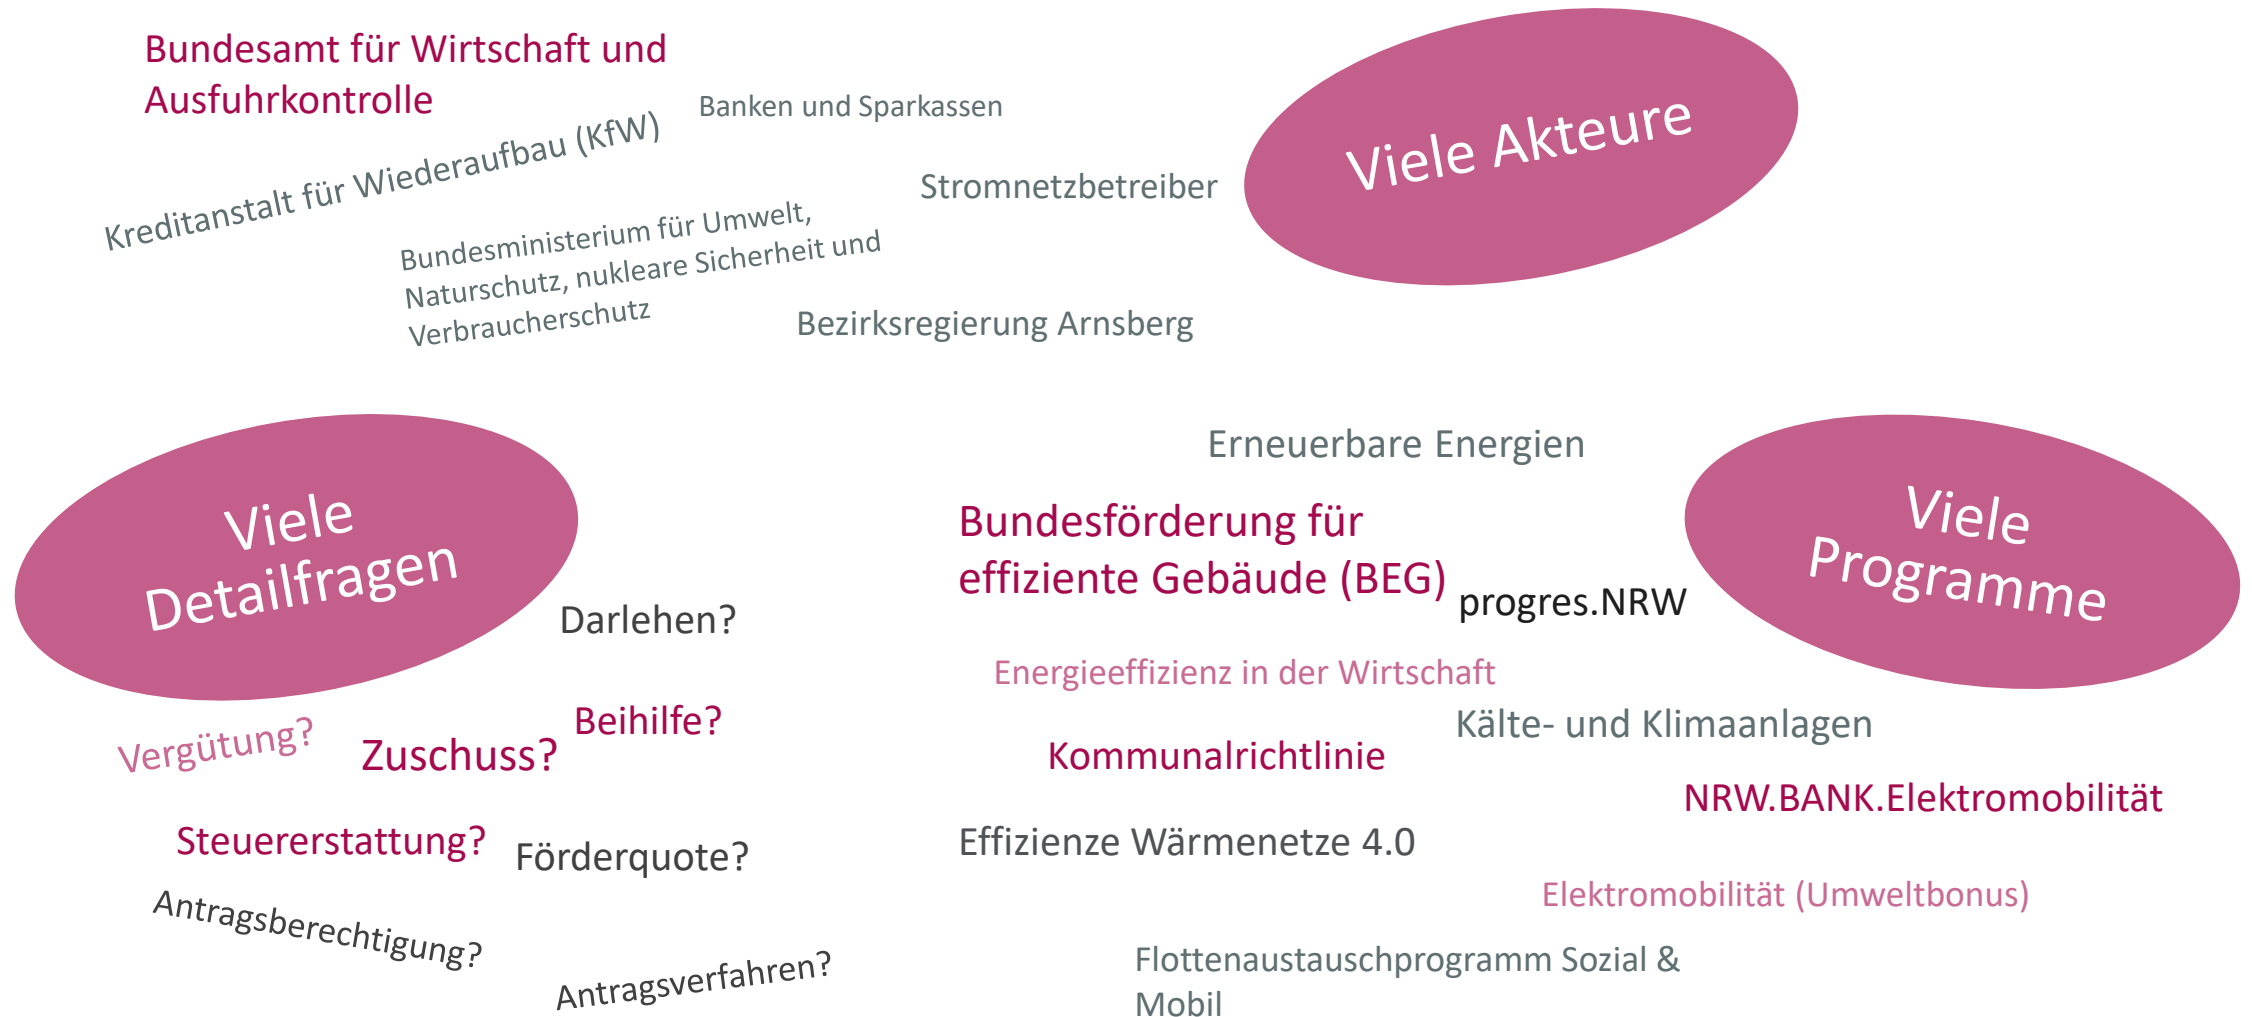 Bundesamt für Wirtschaft und
Ausfuhrkontrolle
Banken und Sparkassen
Kreditanstalt für Wiederaufbau (KfW)
Stromnetzbetreiber
Bundesministerium für Umwelt,
Naturschutz, nukleare Sicherheit und
Verbraucherschutz
Bezirksregierung Arnsberg
Viele Akteure
Viele
Detailfragen
Darlehen?
Beihilfe?
Vergütung?
Zuschuss?
Steuererstattung?
Förderquote?
Antragsberechtigung?
Antragsverfahren?
Viele
Programme
Erneuerbare Energien
Bundesförderung für
effiziente Gebäude (BEG)
progres.NRW
Energieeffizienz in der Wirtschaft
Kälte- und Klimaanlagen
Kommunalrichtlinie
NRW.BANK.Elektromobilität
Effizienze Wärmenetze 4.0
Elektromobilität (Umweltbonus)
Flottenaustauschprogramm Sozial &
Mobil